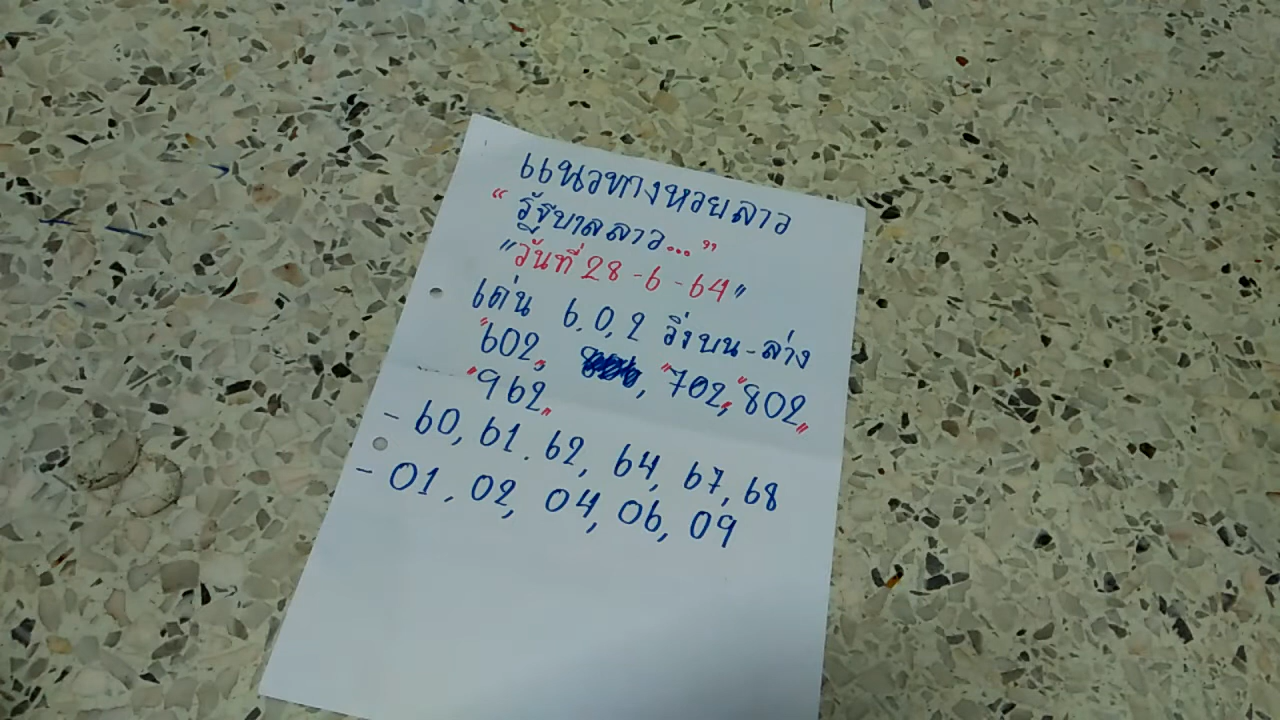 แนวทางหวยลาว
“รัฐบาลลาว...”
"วันที่ 28-6-64"
เด่น 6,0,2 วิ่งบน-ล่าง
"602" , "702," "802"
"962"
- 60, 61. 62, 64, 67, 68
- 01, 02, 04, 06, 09